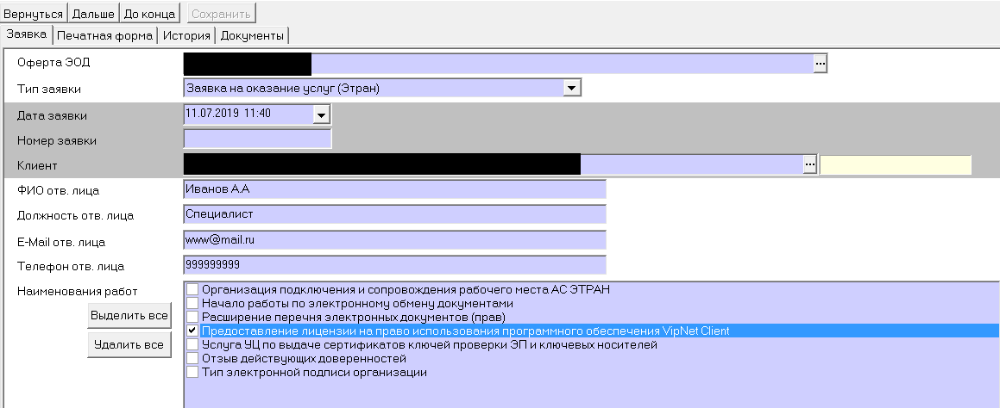 Вернуться Дальше До конца Сохранить
Заявка Печатная форма История Документы
Оферта ЭОД ...
Тип заявки Заявка на оказание услуг (Этран)
Дата заявки 11.07.2019 11:40
Номер заявки
Клиент ...
ФИО отв. лица Иванов А.А
Должность отв. лица Специалист
E-Mail отв. лица www@mail.ru
Телефон отв. лица 999999999
Наименования работ Организация подключения и сопровождения рабочего места АС ЭТРАН
Начало работы по электронному обмену документами
Выделить все Расширение перечня электронных документов (прав)
Предоставление лицензии на право использования программного обеспечения VipNet Client
Удалить все Услуга УЦ по выдаче сертификатов ключей проверки ЭП и ключевых носителей
Отзыв действующих доверенностей
Тип электронной подписи организации